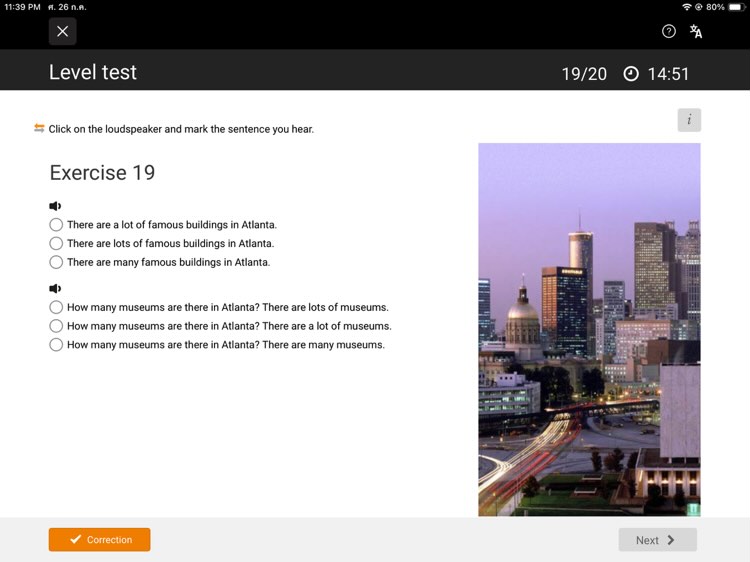 11:39 PM ศ. 26 ก.ค.
80%
Level test
19/20
14:51
Click on the loudspeaker and mark the sentence you hear.
i
Exercise 19
There are a lot of famous buildings in Atlanta.
There are lots of famous buildings in Atlanta.
There are many famous buildings in Atlanta.
How many museums are there in Atlanta? There are lots of museums.
How many museums are there in Atlanta? There are a lot of museums.
How many museums are there in Atlanta? There are many museums.
Correction
Next